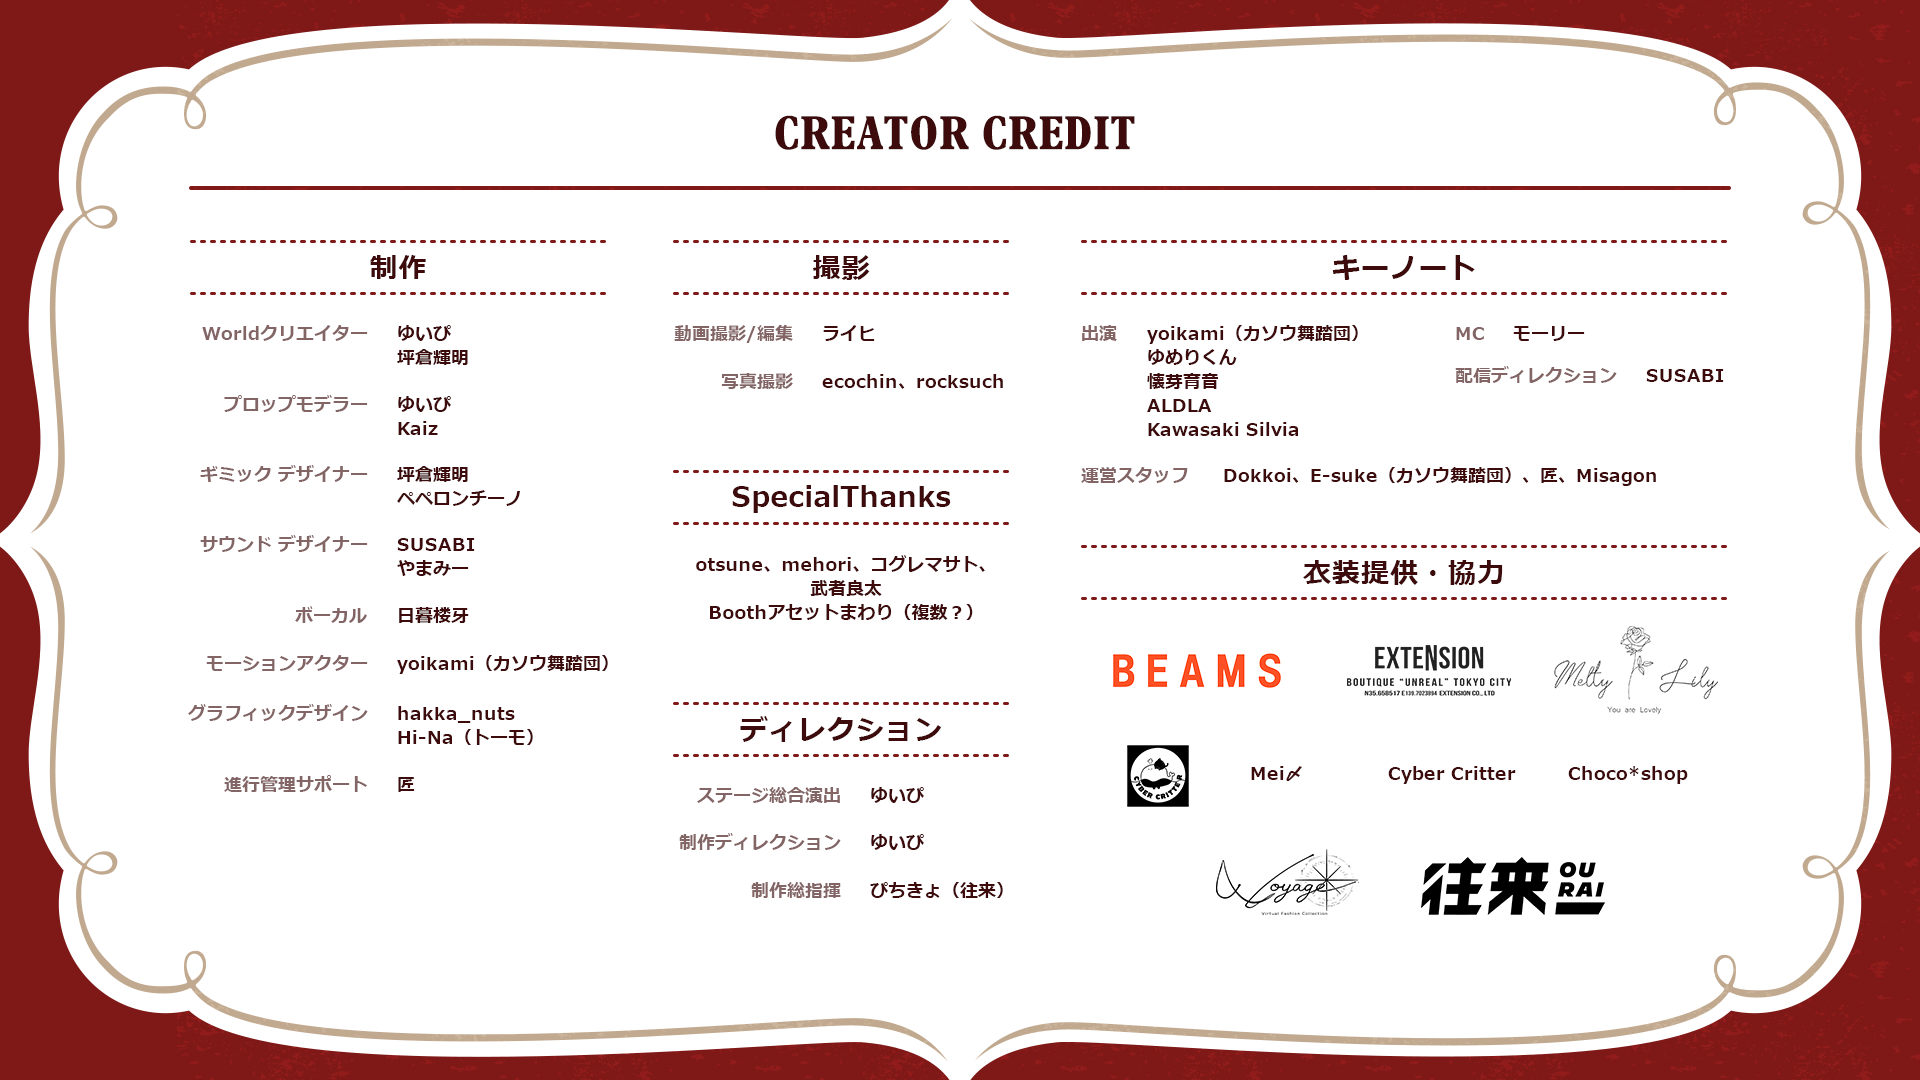 CREATOR CREDIT
制作
Worldクリエイター ゆいぴ
坪倉輝明
プロップモデラー ゆいぴ
Kaiz
ギミック デザイナー 坪倉輝明
ペペロンチーノ
サウンド デザイナー SUSABI
やまみー
ボーカル 日暮楼牙
モーションアクター yoikami（カソウ舞踏団）
グラフィックデザイン hakka_nuts
Hi-Na（トーモ）
進行管理サポート 匠
撮影
動画撮影/編集 ライヒ
写真撮影 ecochin、rocksuch
SpecialThanks
otsune、mehori、コグレマサト、
武者良太
Boothアセットまわり（複数？）
ディレクション
ステージ総合演出 ゆいぴ
制作ディレクション ゆいぴ
制作総指揮 ぴちきょ（往来）
キーノート
出演 yoikami（カソウ舞踏団）
ゆめりくん
懐芽育音
ALDLA
Kawasaki Silvia
MC モーリー
配信ディレクション SUSABI
運営スタッフ Dokkoi、E-suke（カソウ舞踏団）、匠、Misagon
衣装提供・協力
BEAMS
EXTENSION
BOUTIQUE "UNREAL" TOKYO CITY
N35.658517 E139.7023894 EXTENSION CO., LTD
Melty Lily
You are Lovely
CYBER CRITTER
Mei〆
Cyber Critter
Choco*shop
Voyage
Virtual Fashion Collection
往来
OU
RAI